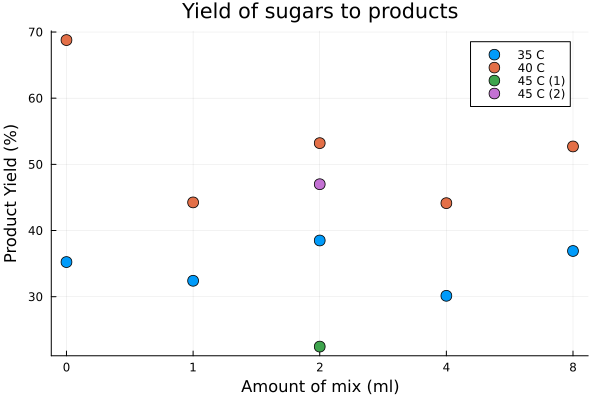 Yield of sugars to products
Product Yield (%)
70
60
50
40
30
35 C
40 C
45 C (1)
45 C (2)
0 1 2 4 8
Amount of mix (ml)